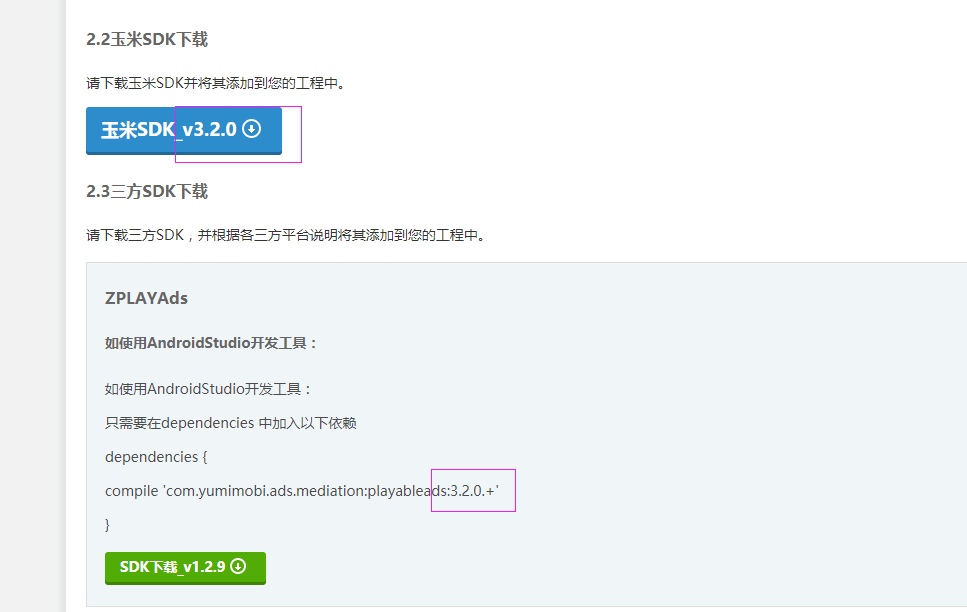 2.2玉米SDK下载
请下载玉米SDK并将其添加到您的工程中。
玉米SDK_v3.2.0
2.3三方SDK下载
请下载三方SDK，并根据各三方平台说明将其添加到您的工程中。
ZPLAYAds
如使用AndroidStudio开发工具：
如使用AndroidStudio开发工具：
只需要在dependencies 中加入以下依赖
dependencies {
compile 'com.yumimobi.ads.mediation:playableads:3.2.0.+'
}
SDK下载_v1.2.9